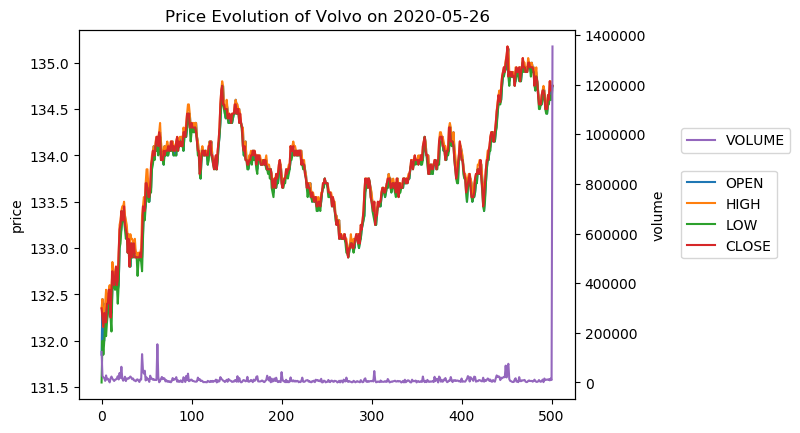 Price Evolution of Volvo on 2020-05-26
price
135.0
134.5
134.0
133.5
133.0
132.5
132.0
131.5
0
100
200
300
400
500
1400000
1200000
1000000
800000
600000
400000
200000
0
volume
VOLUME
OPEN
HIGH
LOW
CLOSE